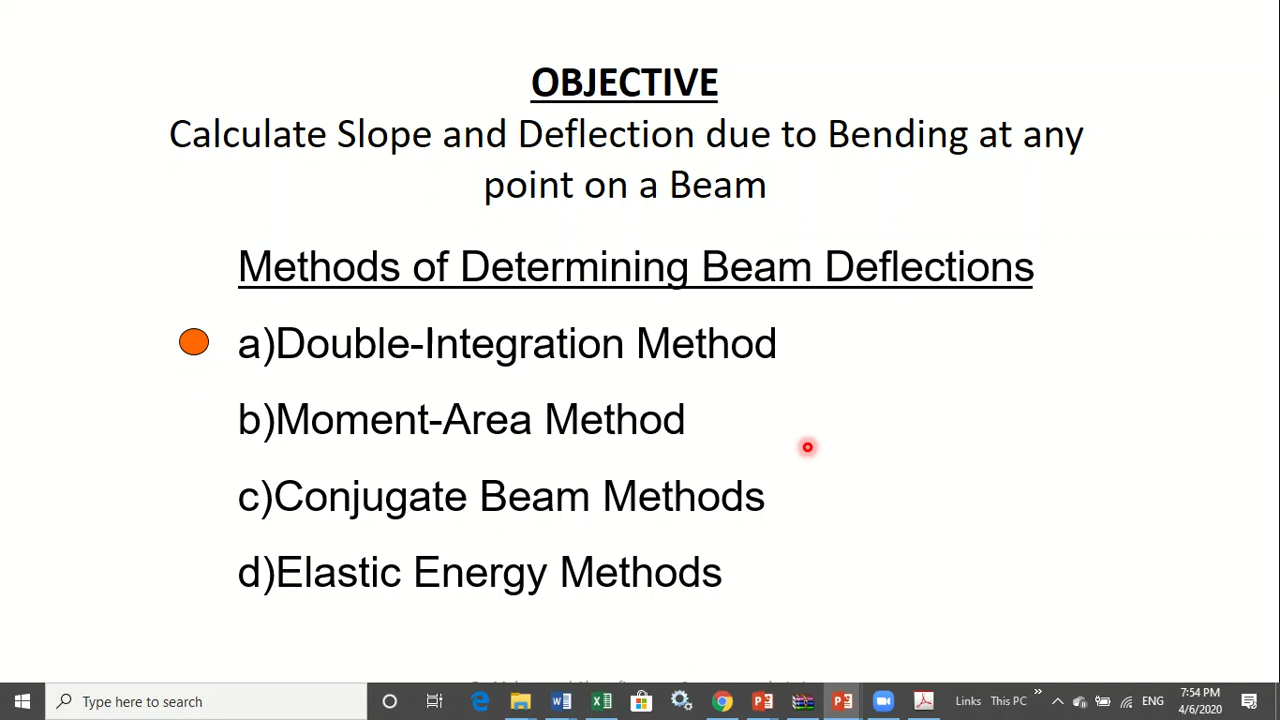 OBJECTIVE
Calculate Slope and Deflection due to Bending at any
point on a Beam
Methods of Determining Beam Deflections
a)Double-Integration Method
b)Moment-Area Method
c)Conjugate Beam Methods
d)Elastic Energy Methods
Type here to search
Links
This PC
»
ENG
7:54 PM
4/6/2020